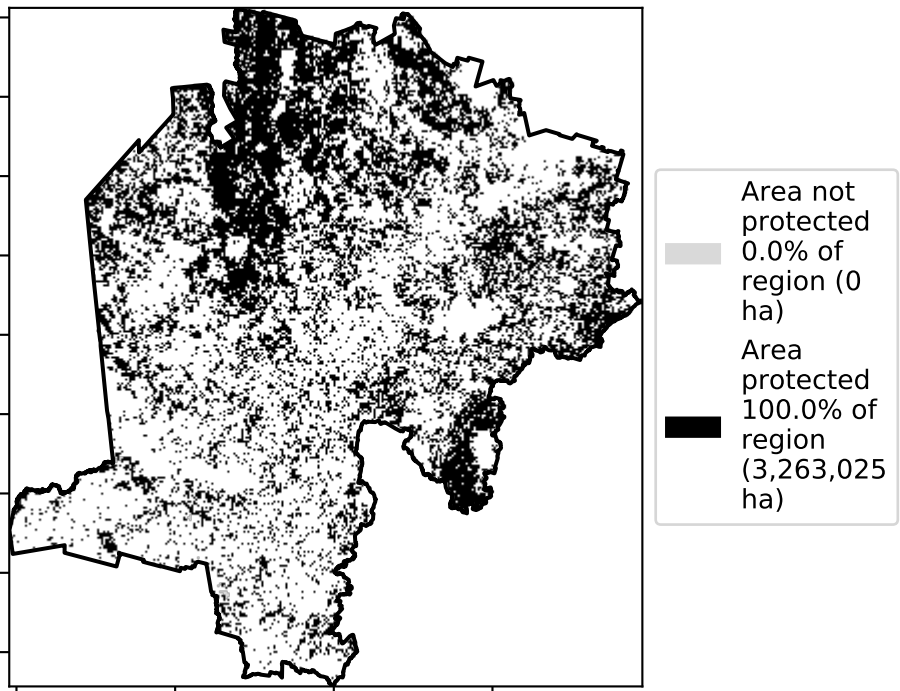 Area not
protected
0.0% of
region (0
ha)
Area
protected
100.0% of
region
(3,263,025
ha)